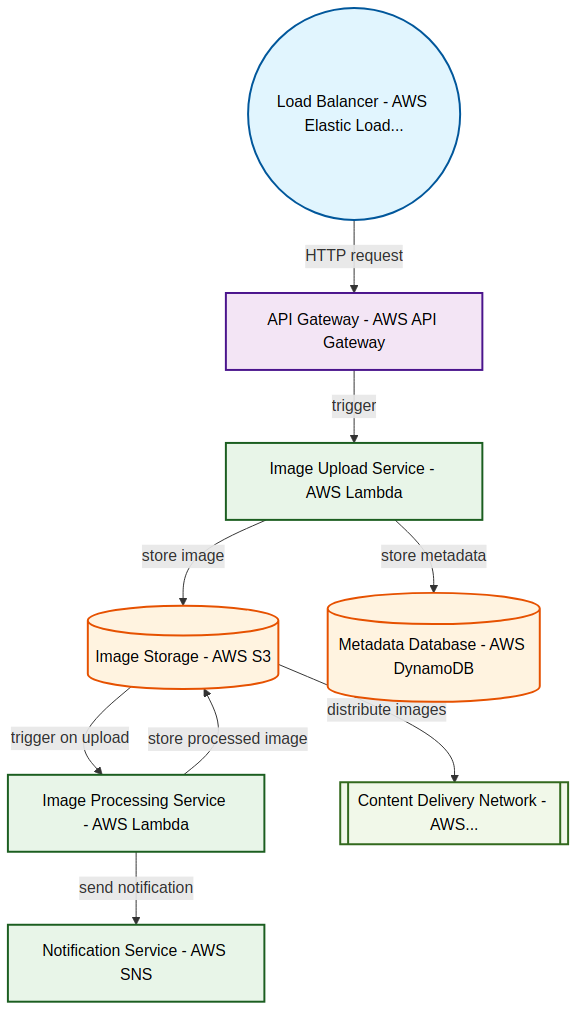 Load Balancer - AWS
Elastic Load...
HTTP request
API Gateway - AWS API
Gateway
trigger
Image Upload Service -
AWS Lambda
store image
store metadata
Image Storage - AWS S3
Metadata Database - AWS
DynamoDB
distribute images
trigger on upload
store processed image
Image Processing Service
- AWS Lambda
Content Delivery Network -
AWS...
send notification
Notification Service - AWS
SNS